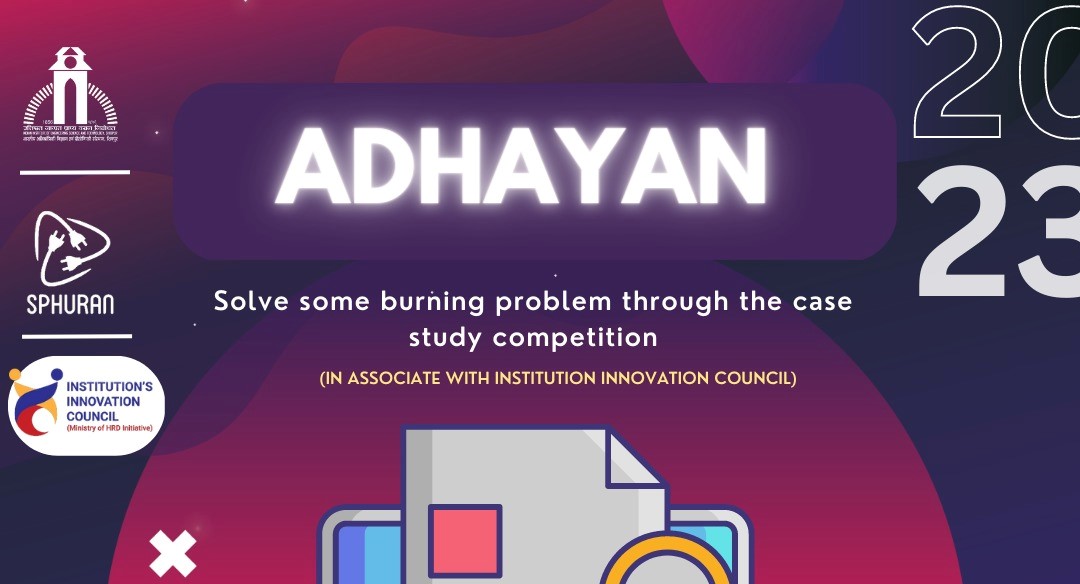 20
23
ADHAYAN
Solve some burning problem through the case
study competition
(IN ASSOCIATE WITH INSTITUTION INNOVATION COUNCIL)
SPHURAN
INSTITUTION'S
INNOVATION
COUNCIL
(Ministry of HRD Initiative)